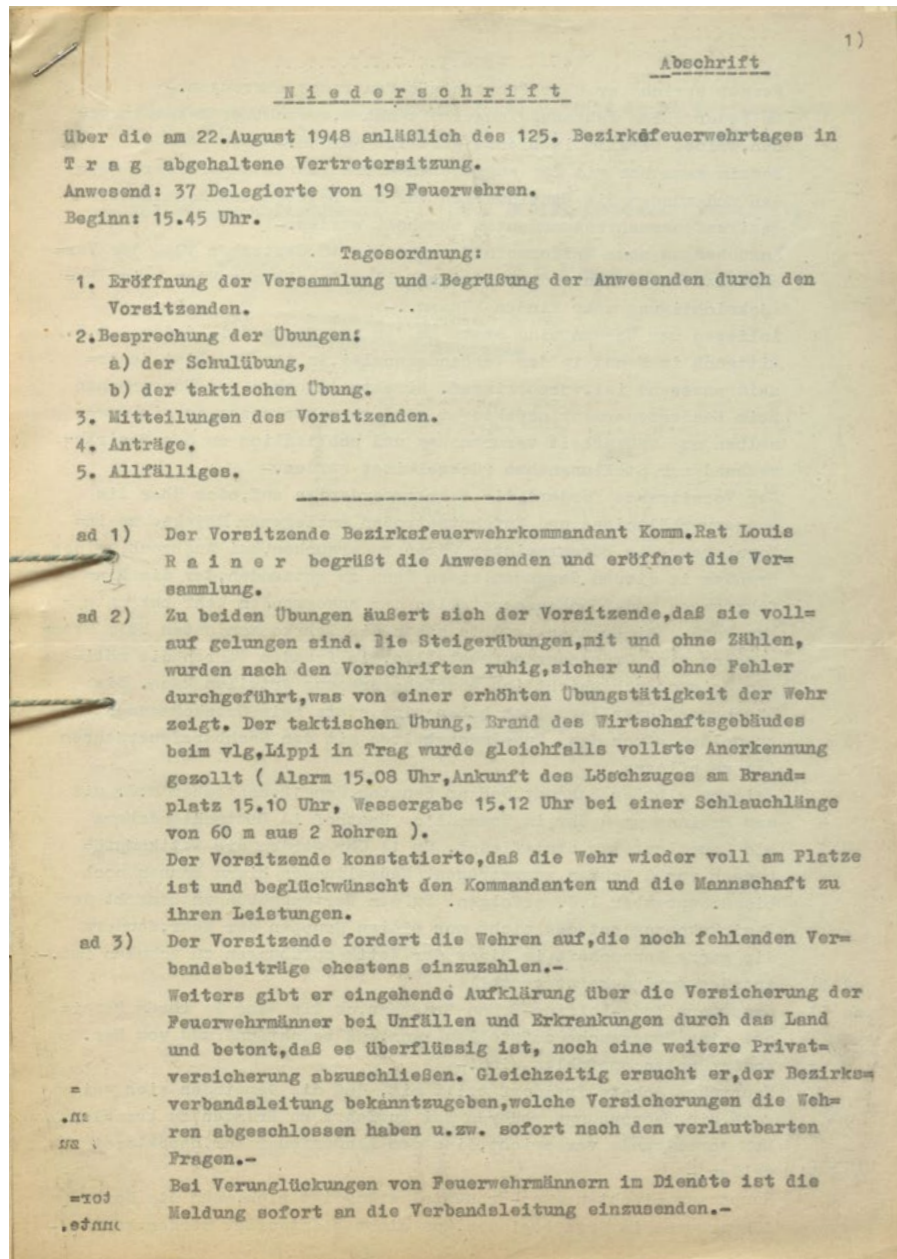 1)
Abschrift
N i e d e r s c h r i f t
über die am 22.August 1948 anläßlich des 125. Bezirksfeuerwehrtages in
T r a g abgehaltene Vertretersitzung.
Anwesend: 37 Delegierte von 19 Feuerwehren.
Beginn: 15.45 Uhr.
Tagesordnung:
1. Eröffnung der Versammlung und Begrüßung der Anwesenden durch den
Vorsitzenden.
2.Besprechung der Übungen:
a) der Schulübung,
b) der taktischen Übung.
3. Mitteilungen des Vorsitzenden.
4. Anträge.
5. Allfälliges.
ad 1) Der Vorsitzende Bezirksfeuerwehrkommandant Komm.Rat Louis
R a i n e r begrüßt die Anwesenden und eröffnet die Ver=
sammlung.
ad 2) Zu beiden Übungen äußert sich der Vorsitzende,daß sie voll=
auf gelungen sind. Die Steigerübungen,mit und ohne Zählen,
wurden nach den Vorschriften ruhig,sicher und ohne Fehler
durchgeführt,was von einer erhöhten Übungstätigkeit der Wehr
zeigt. Der taktischen Übung, Brand des Wirtschaftsgebäudes
beim vlg.Lippi in Trag wurde gleichfalls vollste Anerkennung
gezollt ( Alarm 15.08 Uhr,Ankunft des Löschzuges am Brand=
platz 15.10 Uhr, Wassergabe 15.12 Uhr bei einer Schlauchlänge
von 60 m aus 2 Rohren ).
Der Vorsitzende konstatierte,daß die Wehr wieder voll am Platze
ist und beglückwünscht den Kommandanten und die Mannschaft zu
ihren Leistungen.
ad 3) Der Vorsitzende fordert die Wehren auf,die noch fehlenden Ver=
bandsbeiträge ehestens einzuzahlen.-
Weiters gibt er eingehende Aufklärung über die Versicherung der
Feuerwehrmänner bei Unfällen und Erkrankungen durch das Land
und betont,daß es überflüssig ist, noch eine weitere Privat=
versicherung abzuschließen. Gleichzeitig ersucht er,der Bezirks=
verbandsleitung bekanntzugeben,welche Versicherungen die Weh=
ren abgeschlossen haben u.zw. sofort nach den verlautbarten
Fragen.-
Bei Verunglückungen von Feuerwehrmännern im Dienste ist die
Meldung sofort an die Verbandsleitung einzusenden.-